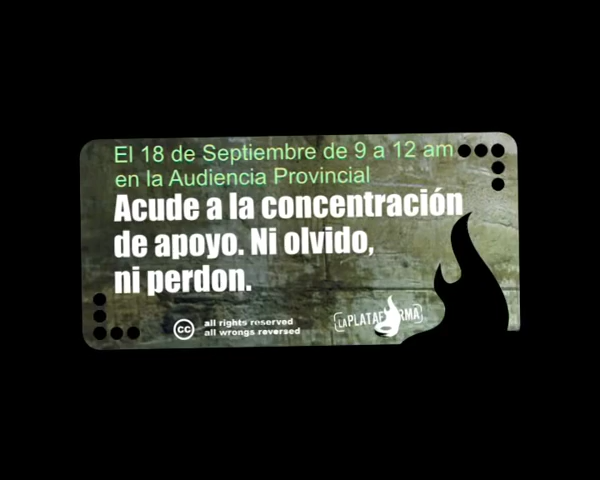 El 18 de Septiembre de 9 a 12 am
en la Audiencia Provincial
Acude a la concentración
de apoyo. Ni olvido,
ni perdon.
cc all rights reserved
all wrongs reversed
LA PLATAFORMA